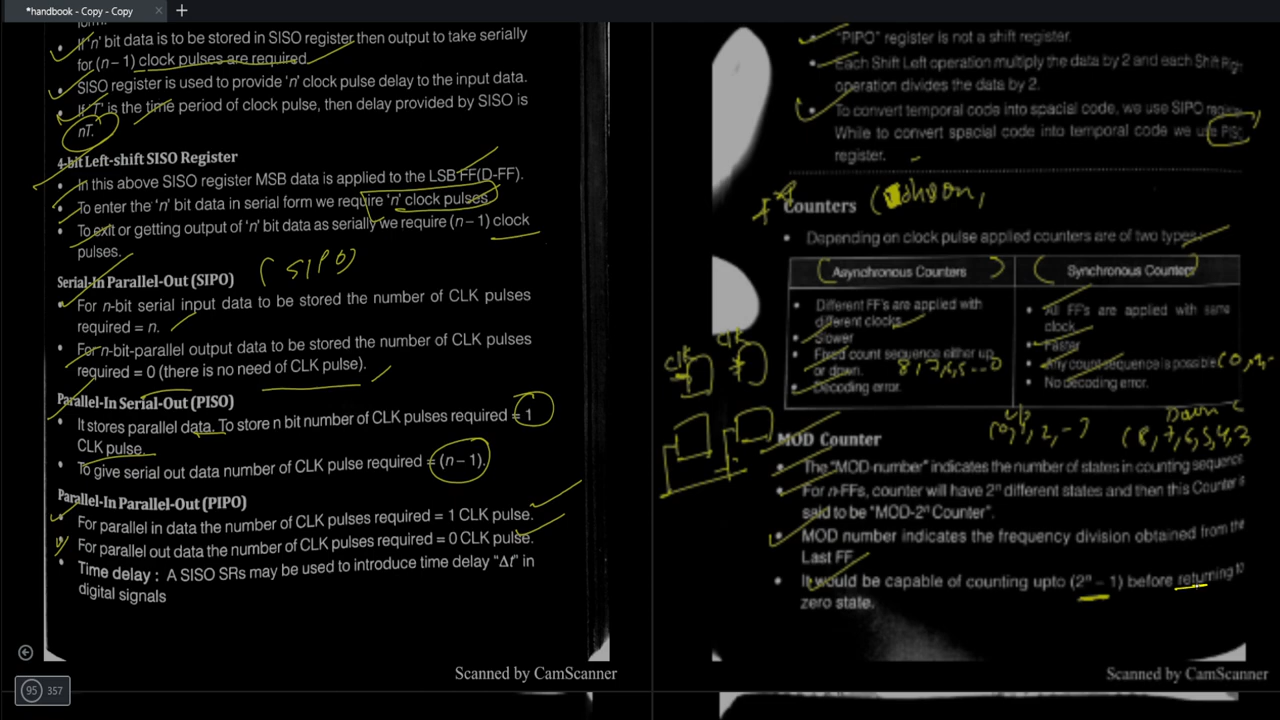 *handbook - Copy - Copy
If 'n' bit data is to be stored in SISO register then output to take serially
for (n – 1) clock pulses are required.
SISO register is used to provide 'n' clock pulse delay to the input data.
If 'T' is the time period of clock pulse, then delay provided by SISO is
nT.
4-bit Left-shift SISO Register
In this above SISO register MSB data is applied to the LSB FF(D-FF).
To enter the 'n' bit data in serial form we require 'n' clock pulses
To exit or getting output of 'n' bit data as serially we require (n – 1) clock
pulses.
Serial-In Parallel-Out (SIPO)
(SIPO)
For n-bit serial input data to be stored the number of CLK pulses
required = n.
For n-bit-parallel output data to be stored the number of CLK pulses
required = 0 (there is no need of CLK pulse).
Parallel-In Serial-Out (PISO)
It stores parallel data. To store n bit number of CLK pulses required = 1
CLK pulse.
To give serial out data number of CLK pulse required = (n – 1).
Parallel-In Parallel-Out (PIPO)
For parallel in data the number of CLK pulses required = 1 CLK pulse.
For parallel out data the number of CLK pulses required = 0 CLK pulse.
Time delay : A SISO SRs may be used to introduce time delay "Δt" in
digital signals
Scanned by CamScanner
95 357
"PIPO" register is not a shift register.
Each Shift Left operation multiply the data by 2 and each Shift Right
operation divides the data by 2.
To convert temporal code into spacial code, we use SIPO register
While to convert spacial code into temporal code we use PISO
register.
Counters
Depending on clock pulse applied counters are of two types
Asynchronous Counters
Different FF's are applied with
different clocks
Slower
Fixed count sequence either up
or down.
8,7,6,5...0
Decoding error.
Synchronous Counter
All FF's are applied with same
clock
Faster
Any count sequence is possible
No decoding error.
CLK CLK
Up
Down
(8,7,6,5,4,3
MOD Counter
The "MOD-number" indicates the number of states in counting sequence
For n-FFs, counter will have 2ⁿ different states and then this Counter is
said to be "MOD-2ⁿ Counter".
MOD number indicates the frequency division obtained from the
Last FF
It would be capable of counting upto (2ⁿ – 1) before returning to
zero state.
Scanned by CamScanner